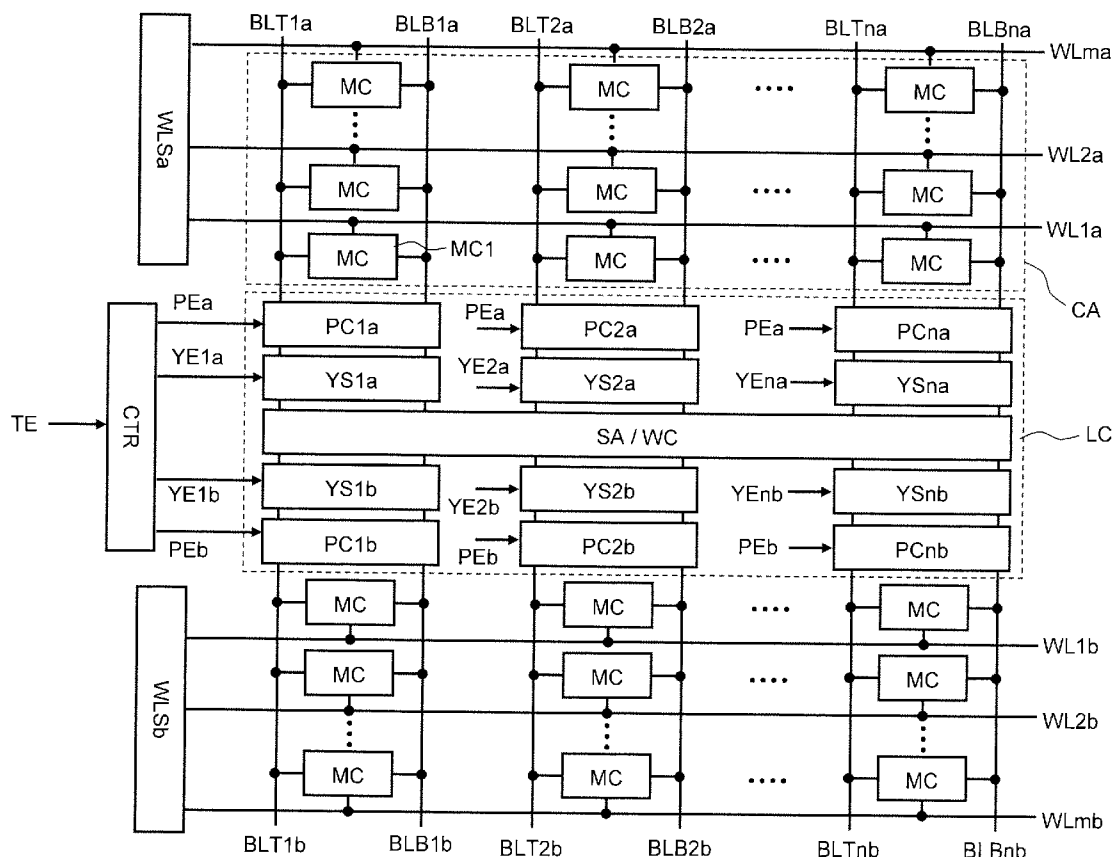 BLT1a BLB1a BLT2a BLB2a BLTna BLBna
WLma
MC MC MC
WLSa
WL2a
MC MC MC
WL1a
MC MC MC
MC1
CA
PEa PC1a PEa PC2a PEa PCna
YE1a YS1a YE2a YS2a YEna YSna
TE CTR SA / WC LC
YE1b YS1b YE2b YS2b YEnb YSnb
PEb PC1b PEb PC2b PEb PCnb
MC MC MC
WL1b
MC MC MC
WLSb
WL2b
MC MC MC
WLmb
BLT1b BLB1b BLT2b BLB2b BLTnb BLBnb